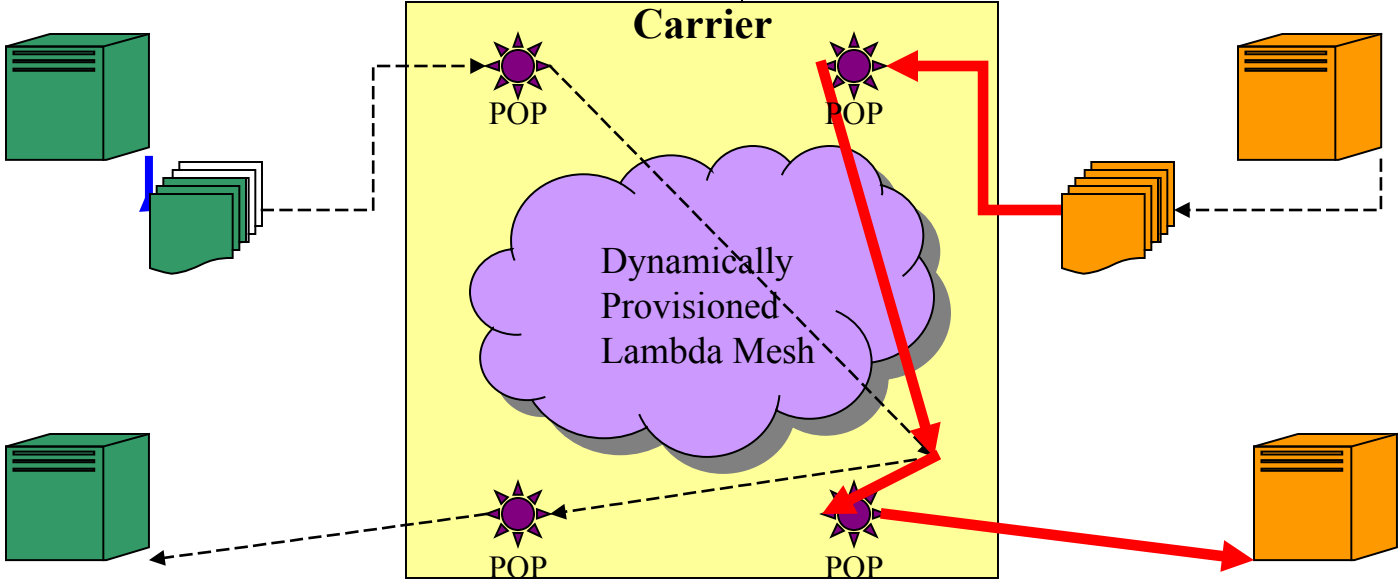 Carrier
POP
POP
Dynamically
Provisioned
Lambda Mesh
POP
POP